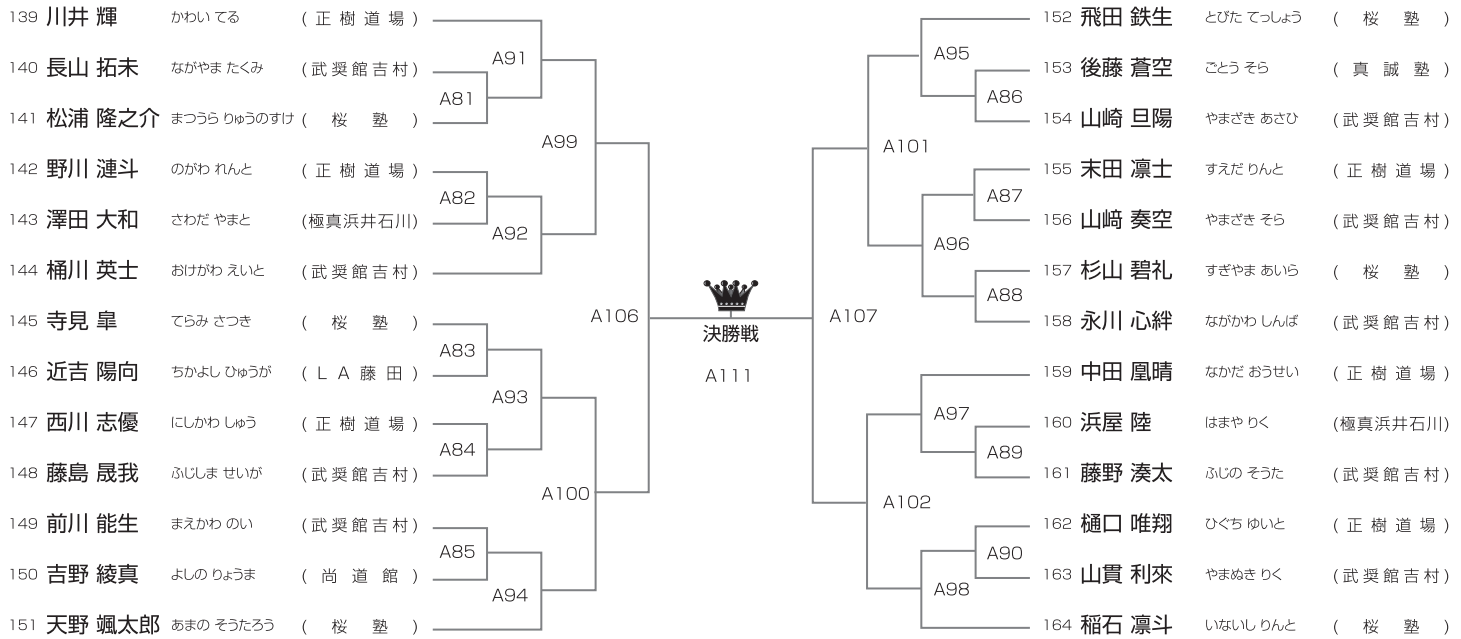 139 川井 輝 かわい てる (正樹道場)
140 長山 拓未 ながやま たくみ (武奨館吉村)
141 松浦 隆之介 まつうら りゅうのすけ (桜塾)
142 野川 漣斗 のがわ れんと (正樹道場)
143 澤田 大和 さわだ やまと (極真浜井石川)
144 桶川 英士 おけがわ えいと (武奨館吉村)
145 寺見 皐 てらみ さつき (桜塾)
146 近吉 陽向 ちかよし ひゅうが (LA藤田)
147 西川 志優 にしかわ しゅう (正樹道場)
148 藤島 晟我 ふじしま せいが (武奨館吉村)
149 前川 能生 まえかわ のい (武奨館吉村)
150 吉野 綾真 よしの りょうま (尚道館)
151 天野 颯太郎 あまの そうたろう (桜塾)
A91
A81
A99
A82
A92
A106
A83
A93
A84
A100
A85
A94
決勝戦
A111
A95
A86
A101
A87
A96
A88
A107
A97
A89
A102
A90
A98
152 飛田 鉄生 とびた てっしょう (桜塾)
153 後藤 蒼空 ごとう そら (真誠塾)
154 山崎 旦陽 やまざき あさひ (武奨館吉村)
155 末田 凛士 すえだ りんと (正樹道場)
156 山﨑 奏空 やまざき そら (武奨館吉村)
157 杉山 碧礼 すぎやま あいら (桜塾)
158 永川 心絆 ながかわ しんば (武奨館吉村)
159 中田 凰晴 なかだ おうせい (正樹道場)
160 浜屋 陸 はまや りく (極真浜井石川)
161 藤野 湊太 ふじの そうた (武奨館吉村)
162 樋口 唯翔 ひぐち ゆいと (正樹道場)
163 山貫 利來 やまぬき りく (武奨館吉村)
164 稲石 凛斗 いないし りんと (桜塾)